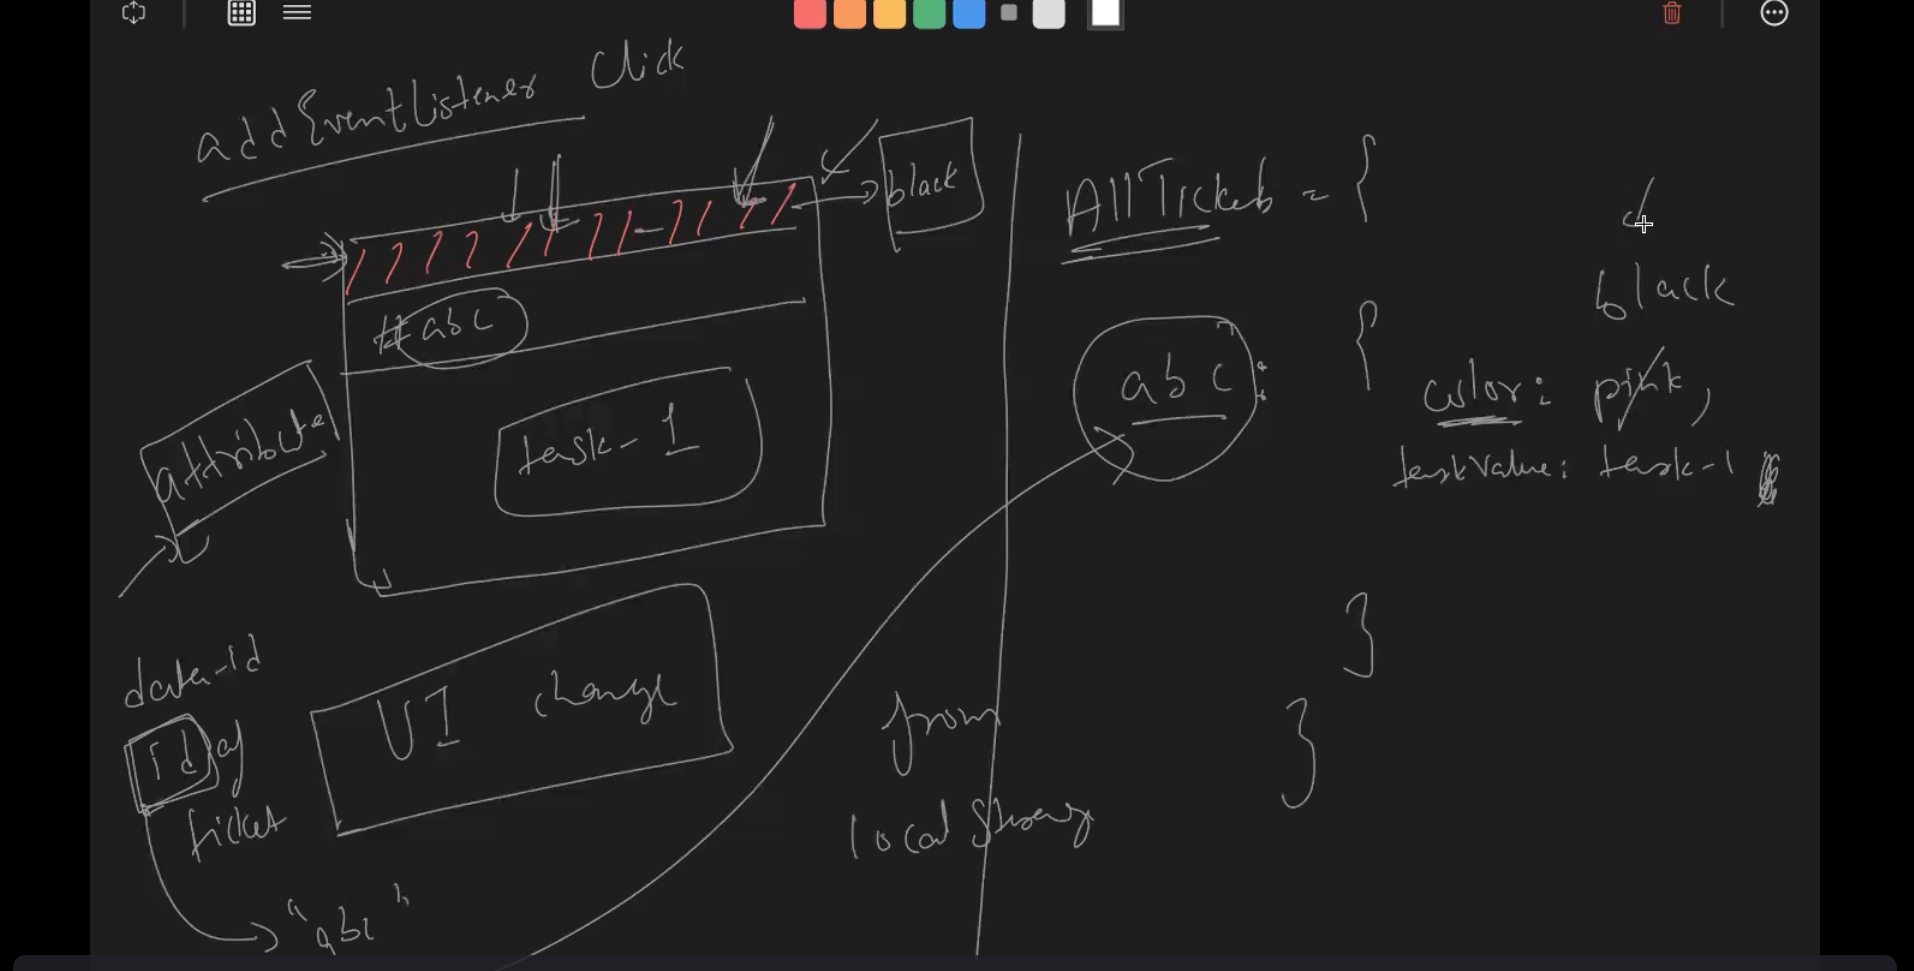 addEventListener click
black
#abc
attribute
task-1
data-id
id of
ticket
"abc"
UI change
from
local Storage
AllTickets = {
abc: {
black
color: pink,
taskValue: task-1
}
}